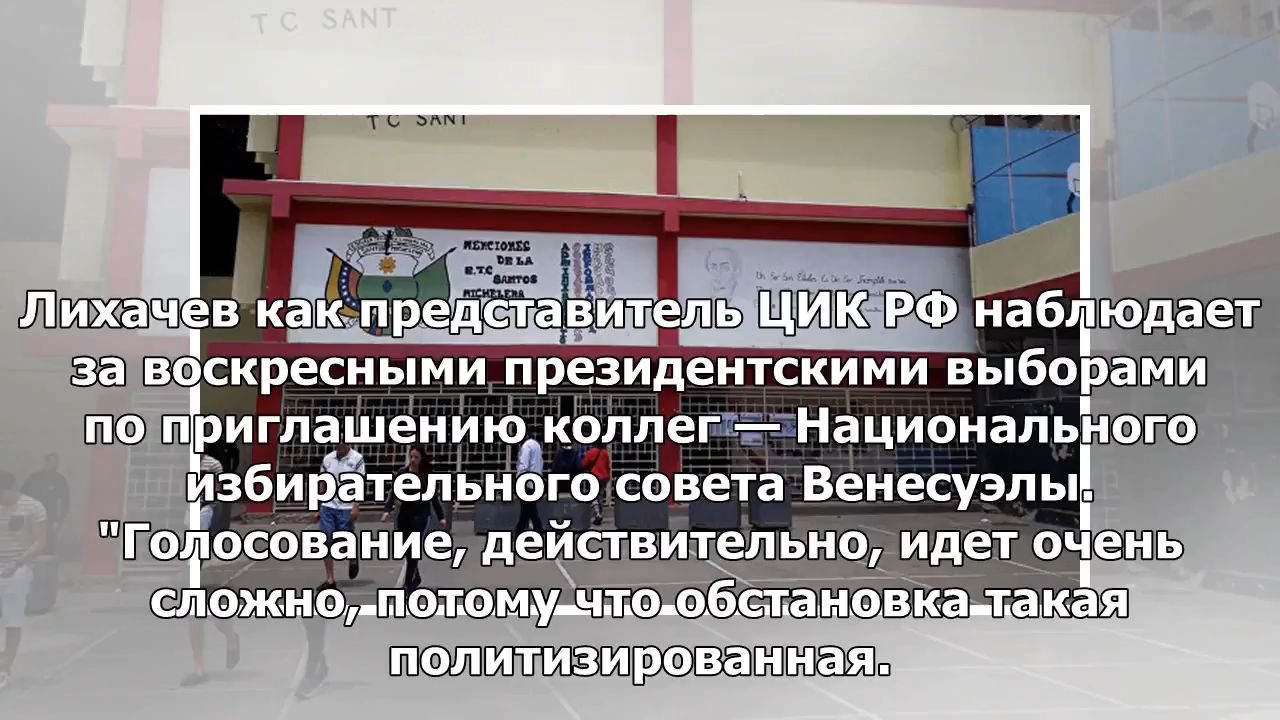 T C SANT
T C SANT
MENCIONES
DE LA
E.T.C
SANTOS
MICHELENA
Лихачев как представитель ЦИК РФ наблюдает
за воскресными президентскими выборами
по приглашению коллег — Национального
избирательного совета Венесуэлы.
"Голосование, действительно, идет очень
сложно, потому что обстановка такая
политизированная.